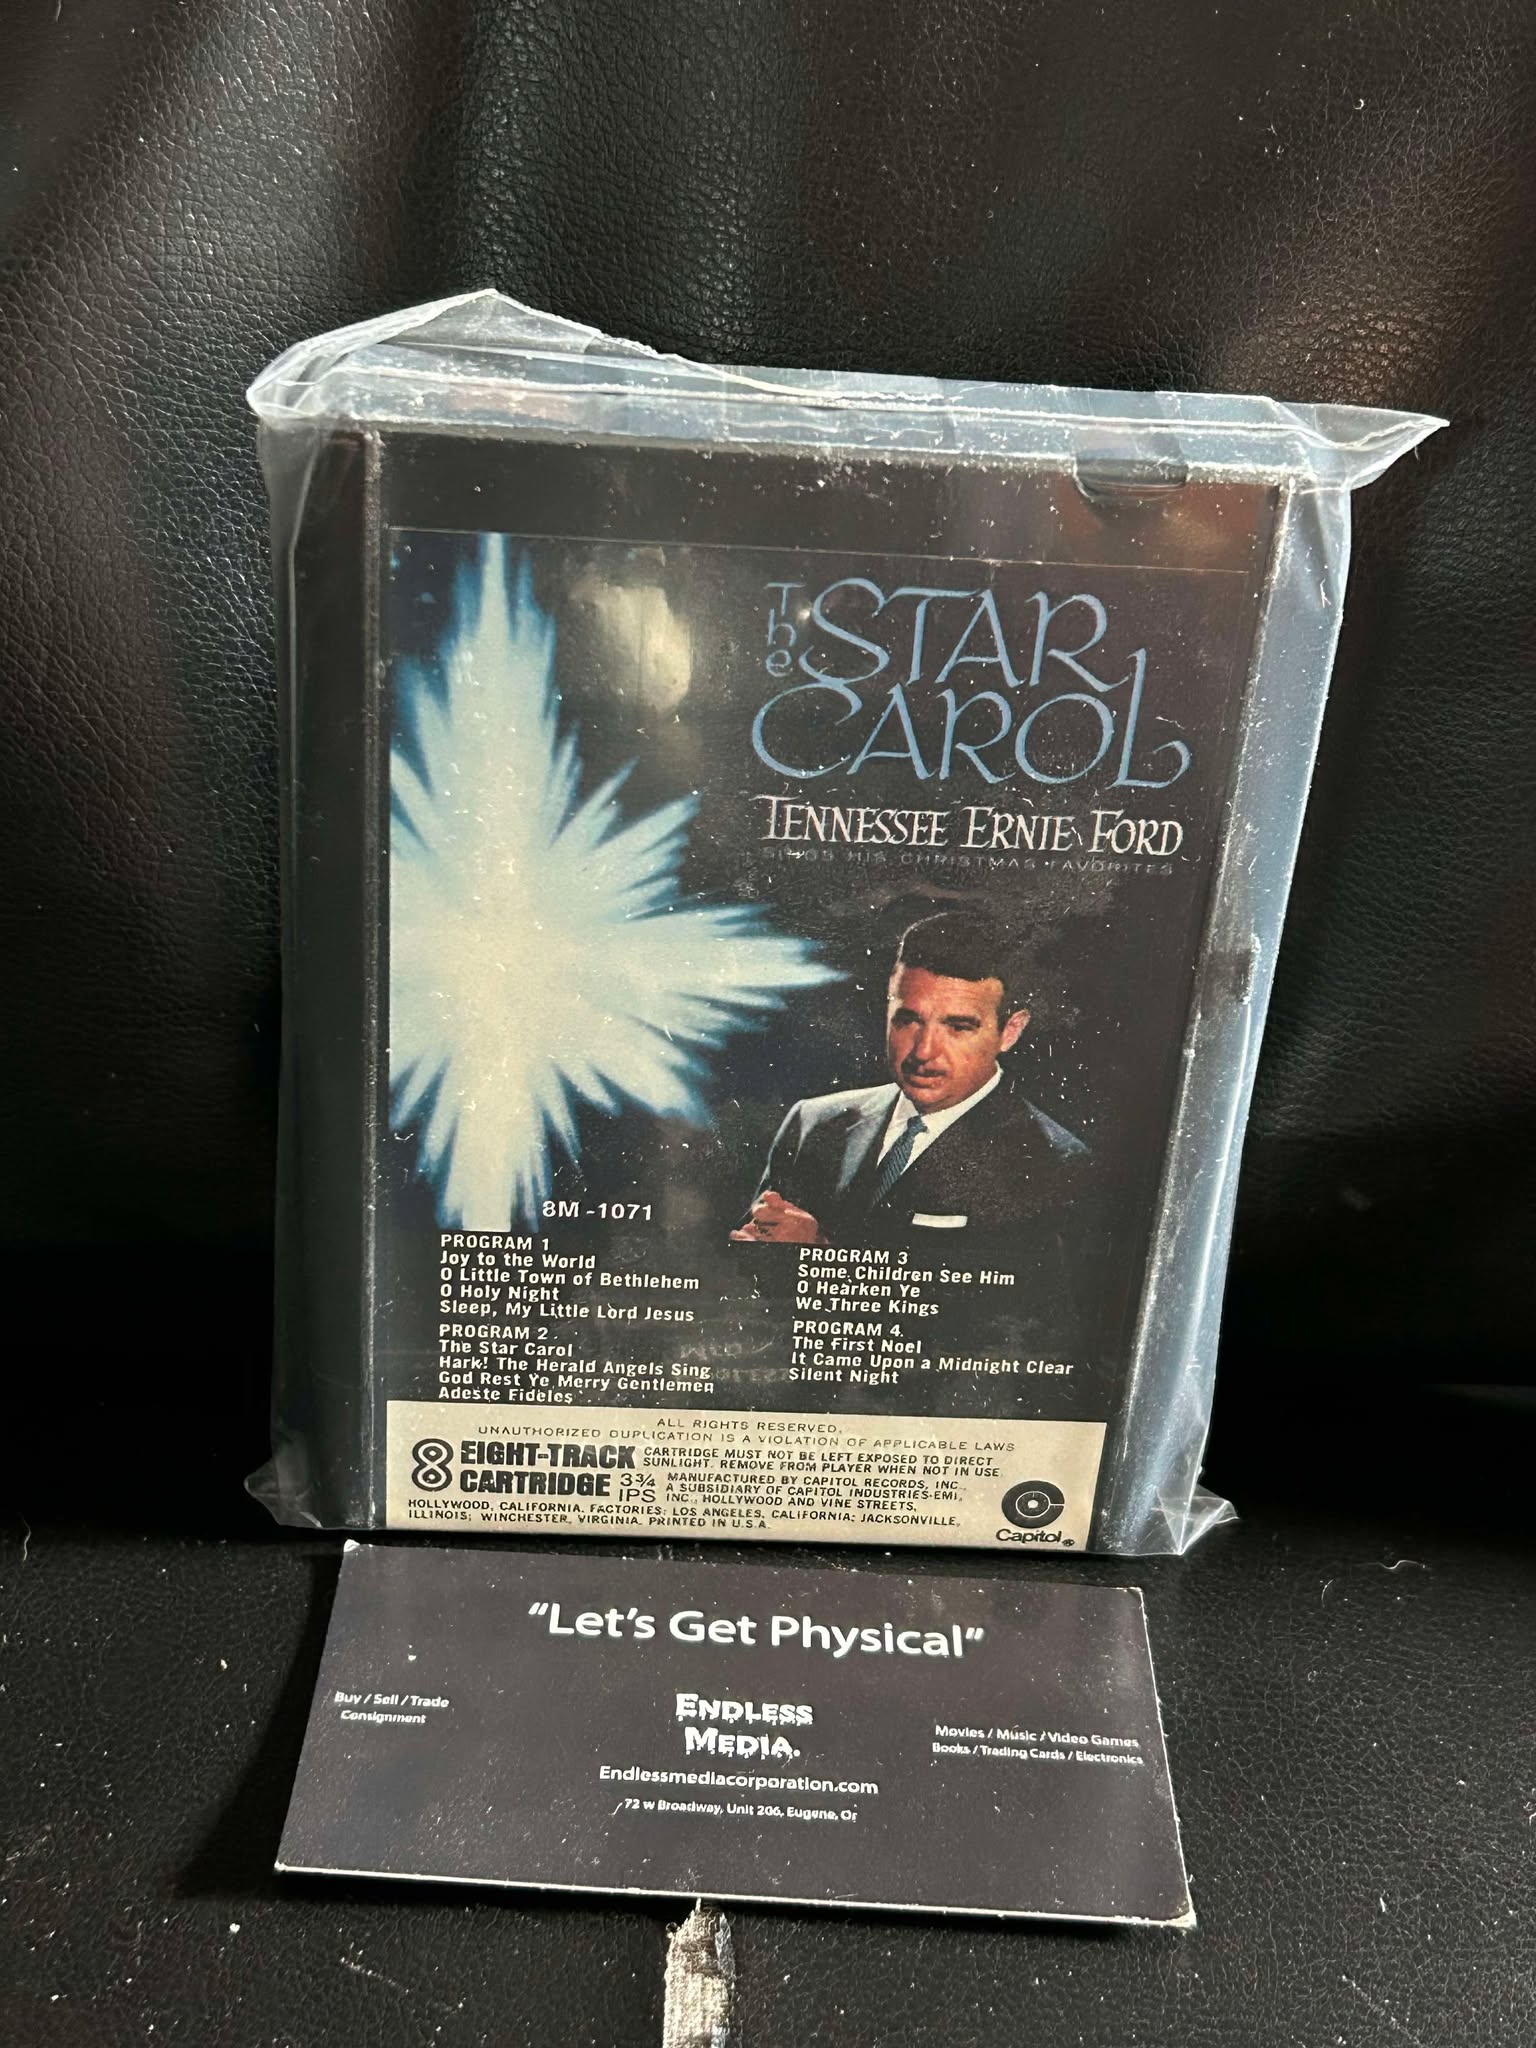 The STAR
CAROL
TENNESSEE ERNIE FORD
SINGS HIS CHRISTMAS FAVORITES
8M-1071
PROGRAM 1
Joy to the World
O Little Town of Bethlehem
O Holy Night
Sleep, My Little Lord Jesus
PROGRAM 2
The Star Carol
Hark! The Herald Angels Sing
God Rest Ye Merry Gentlemen
Adeste Fideles
PROGRAM 3
Some Children See Him
O Hearken Ye
We Three Kings
PROGRAM 4
The First Noel
It Came Upon a Midnight Clear
Silent Night
ALL RIGHTS RESERVED.
UNAUTHORIZED DUPLICATION IS A VIOLATION OF APPLICABLE LAWS
8 EIGHT-TRACK
CARTRIDGE 3¾ IPS
CARTRIDGE MUST NOT BE LEFT EXPOSED TO DIRECT
SUNLIGHT. REMOVE FROM PLAYER WHEN NOT IN USE.
MANUFACTURED BY CAPITOL RECORDS, INC.,
A SUBSIDIARY OF CAPITOL INDUSTRIES-EMI,
INC., HOLLYWOOD AND VINE STREETS,
HOLLYWOOD, CALIFORNIA. FACTORIES: LOS ANGELES, CALIFORNIA; JACKSONVILLE,
ILLINOIS; WINCHESTER, VIRGINIA. PRINTED IN U.S.A.
Capitol®
"Let's Get Physical"
Buy / Sell / Trade
Consignment
ENDLESS
MEDIA.
Movies / Music / Video Games
Books / Trading Cards / Electronics
Endlessmediacorporation.com
72 w Broadway, Unit 206, Eugene, Or